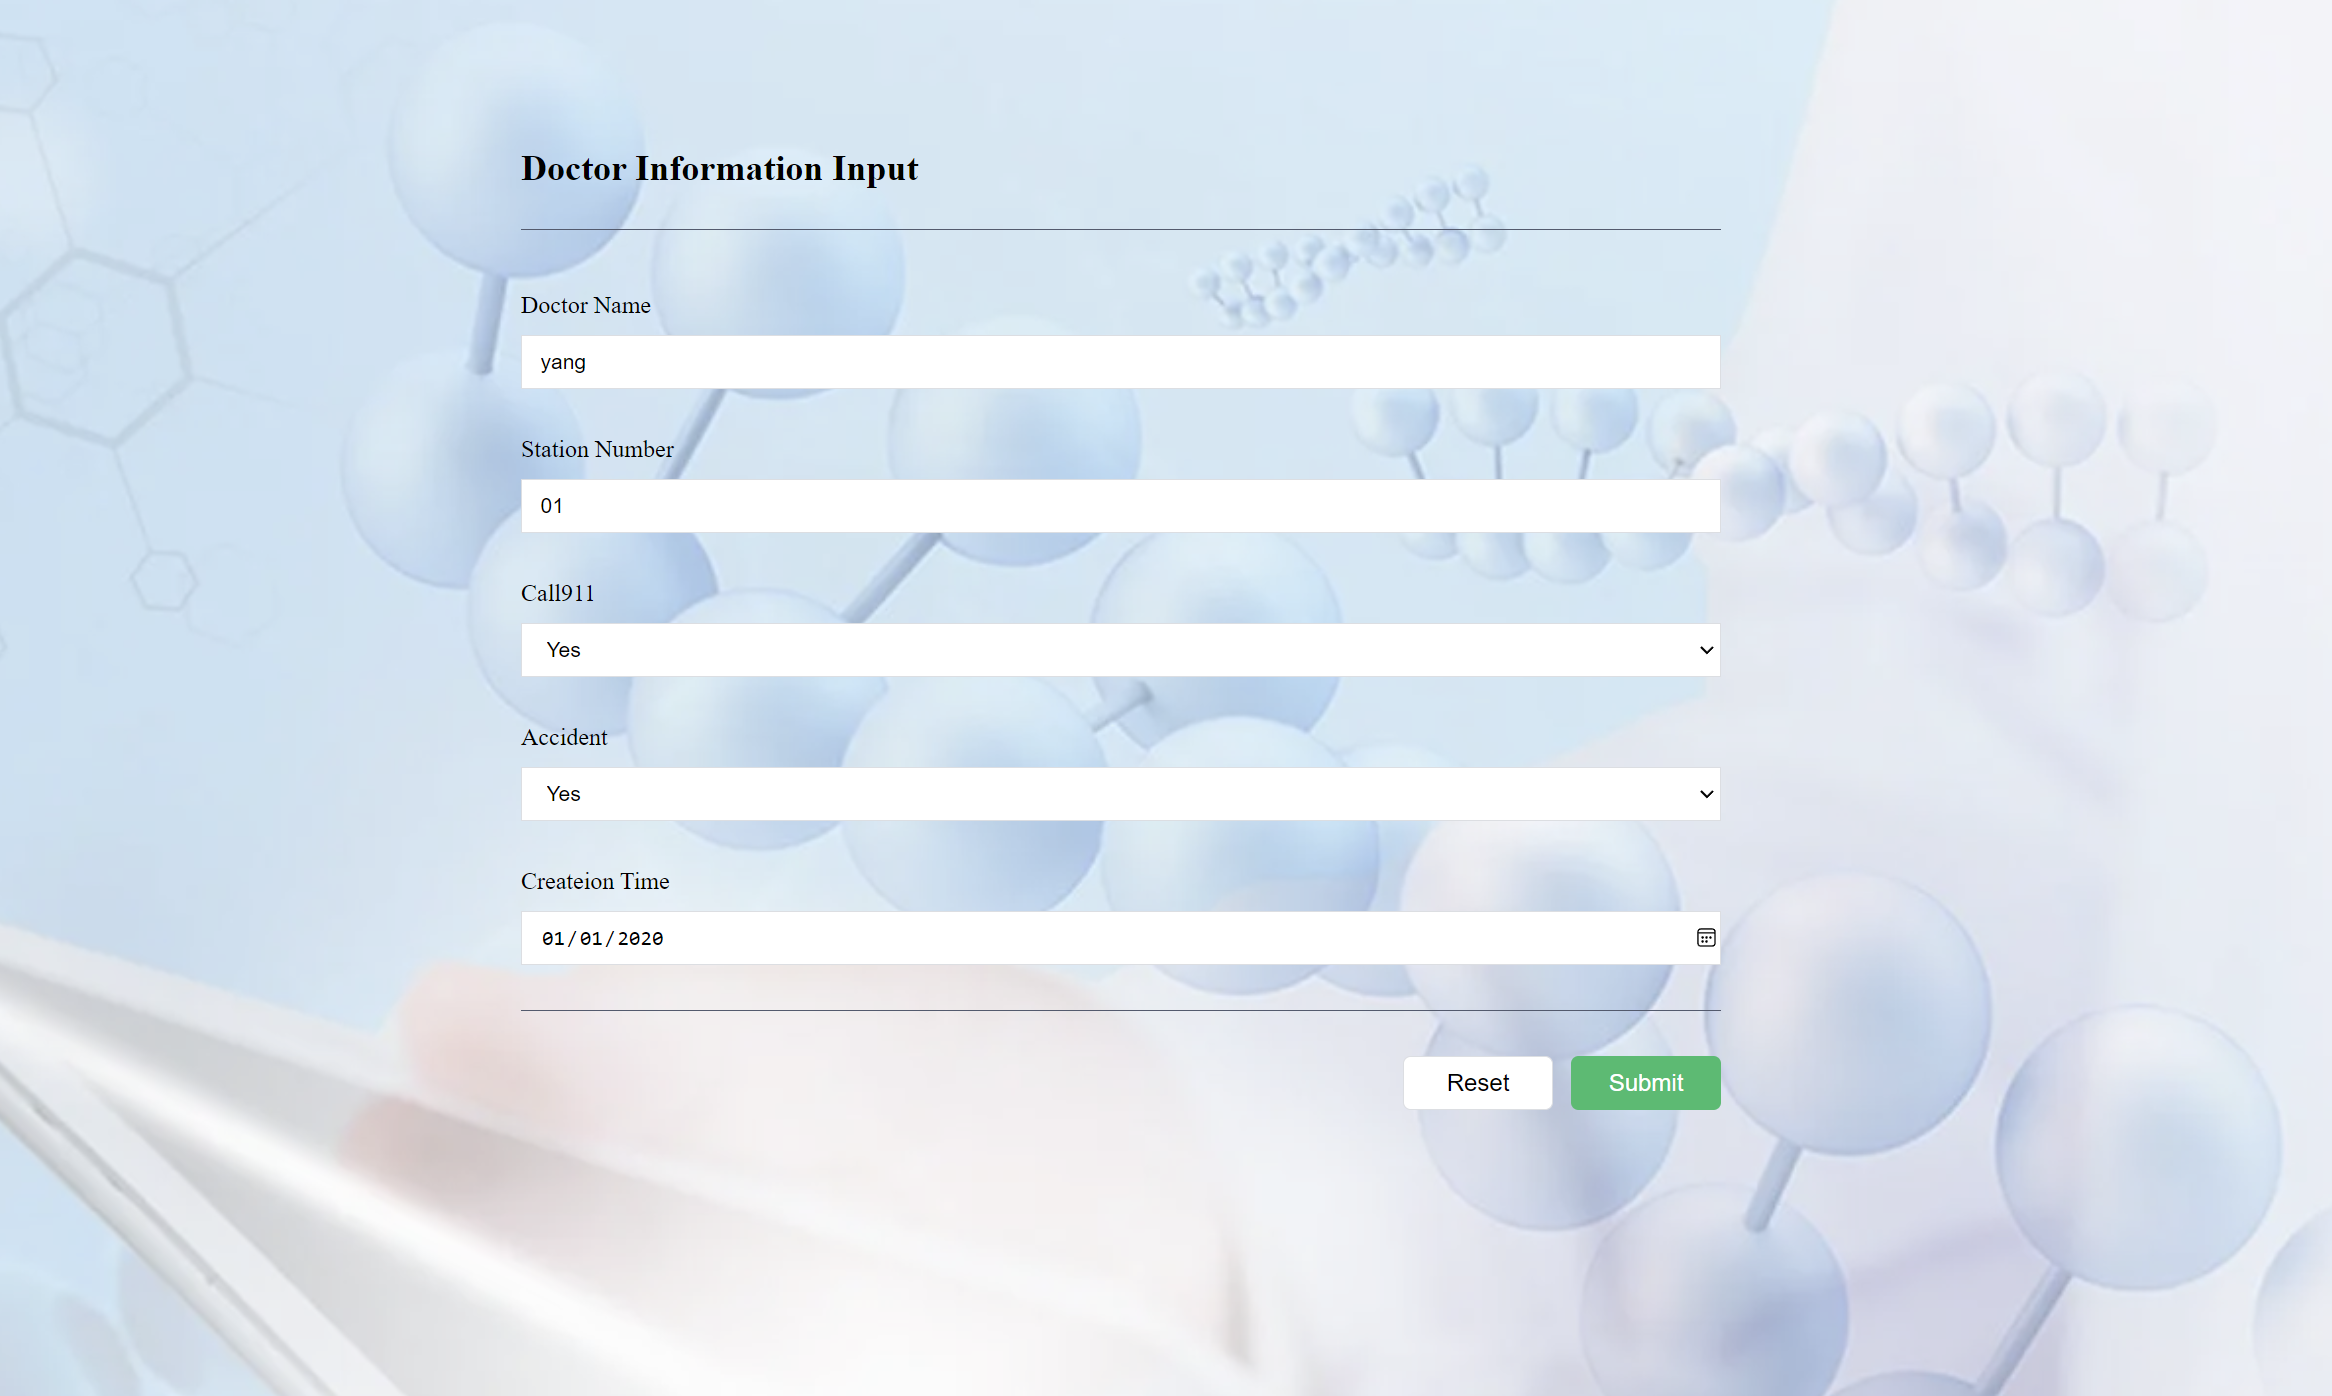 Doctor Information Input
Doctor Name
yang
Station Number
01
Call911
Yes
Accident
Yes
Createion Time
01/01/2020
Reset Submit